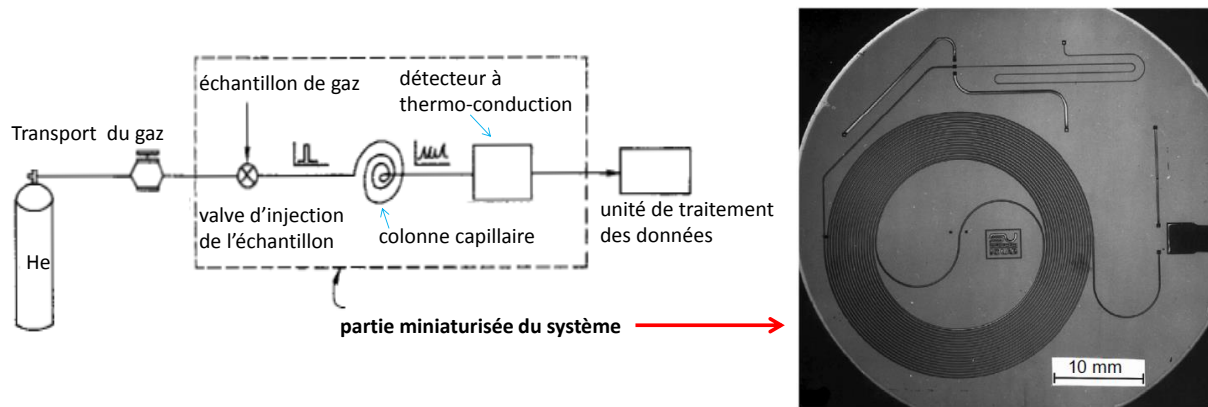 échantillon de gaz
détecteur à
thermo-conduction
Transport du gaz
valve d'injection
de l'échantillon
colonne capillaire
unité de traitement
des données
He
partie miniaturisée du système
10 mm